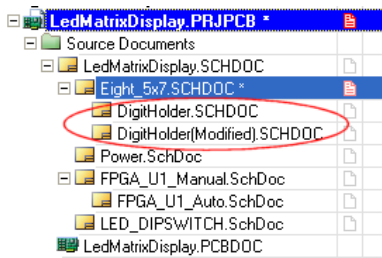 LedMatrixDisplay.PRJPCB *
Source Documents
LedMatrixDisplay.SCHDOC
Eight_5x7.SCHDOC *
DigitHolder.SCHDOC
DigitHolder(Modified).SCHDOC
Power.SchDoc
FPGA_U1_Manual.SchDoc
FPGA_U1_Auto.SchDoc
LED_DIPSWITCH.SchDoc
LedMatrixDisplay.PCBDOC